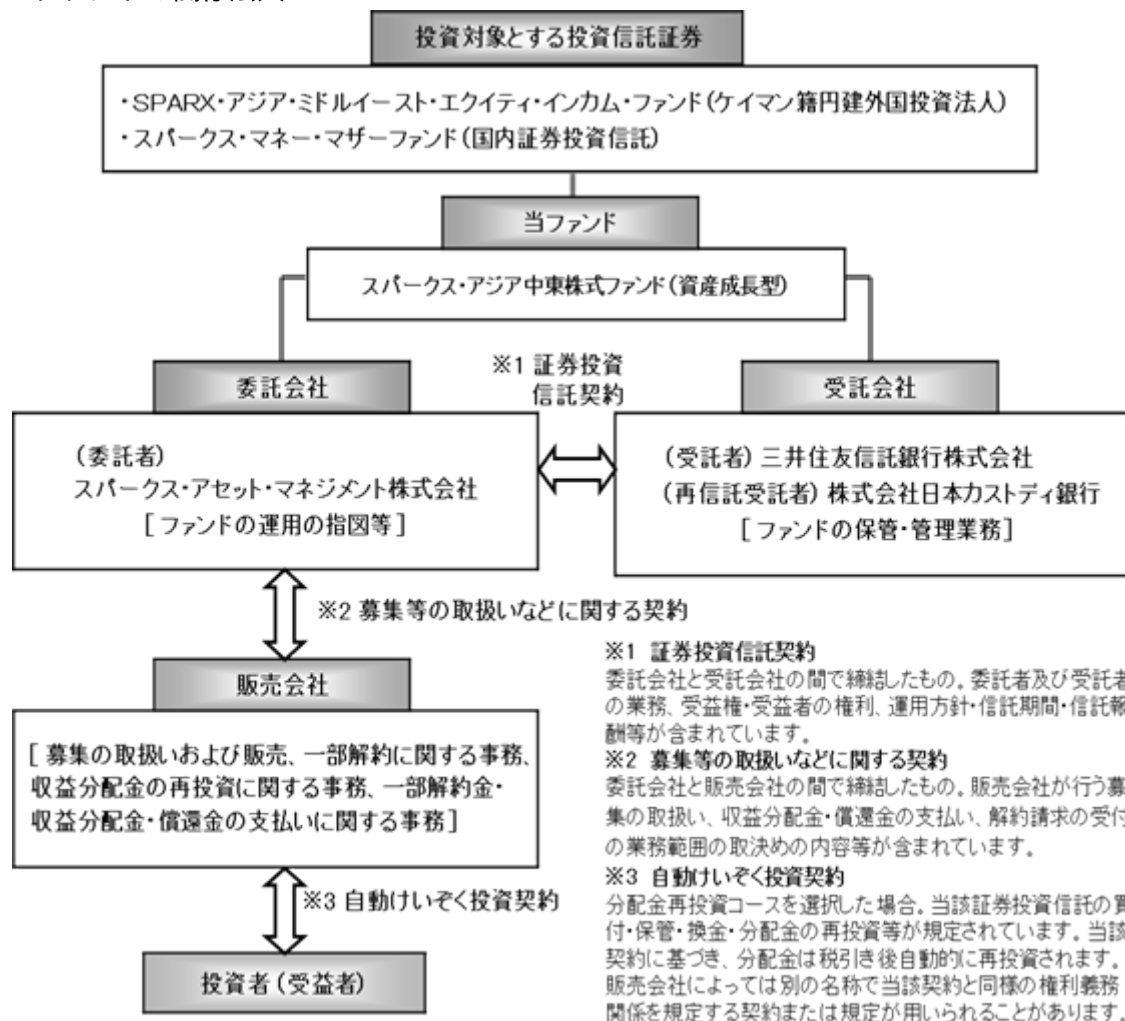 投資対象とする投資信託証券
・SPARX・アジア・ミドルイースト・エクイティ・インカム・ファンド(ケイマン籍円建外国投資法人)
・スパークス・マネー・マザーファンド(国内証券投資信託)
当ファンド
スパークス・アジア中東株式ファンド(資産成長型)
※1 証券投資
信託契約
委託会社
(委託者)
スパークス・アセット・マネジメント株式会社
[ファンドの運用の指図等]
受託会社
(受託者) 三井住友信託銀行株式会社
(再信託受託者) 株式会社日本カストディ銀行
[ファンドの保管・管理業務]
※2 募集等の取扱いなどに関する契約
販売会社
[ 募集の取扱いおよび販売、一部解約に関する事務、
収益分配金の再投資に関する事務、一部解約金・
収益分配金・償還金の支払いに関する事務]
※3 自動けいぞく投資契約
投資者(受益者)
※1 証券投資信託契約
委託会社と受託会社の間で締結したもの。委託者及び受託者
の業務、受益権・受益者の権利、運用方針・信託期間・信託報
酬等が含まれています。
※2 募集等の取扱いなどに関する契約
委託会社と販売会社の間で締結したもの。販売会社が行う募
集の取扱い、収益分配金・償還金の支払い、解約請求の受付
の業務範囲の取決めの内容等が含まれています。
※3 自動けいぞく投資契約
分配金再投資コースを選択した場合。当該証券投資信託の買
付・保管・換金・分配金の再投資等が規定されています。当該
契約に基づき、分配金は税引き後自動的に再投資されます。
販売会社によっては別の名称で当該契約と同様の権利義務
関係を規定する契約または規定が用いられることがあります。